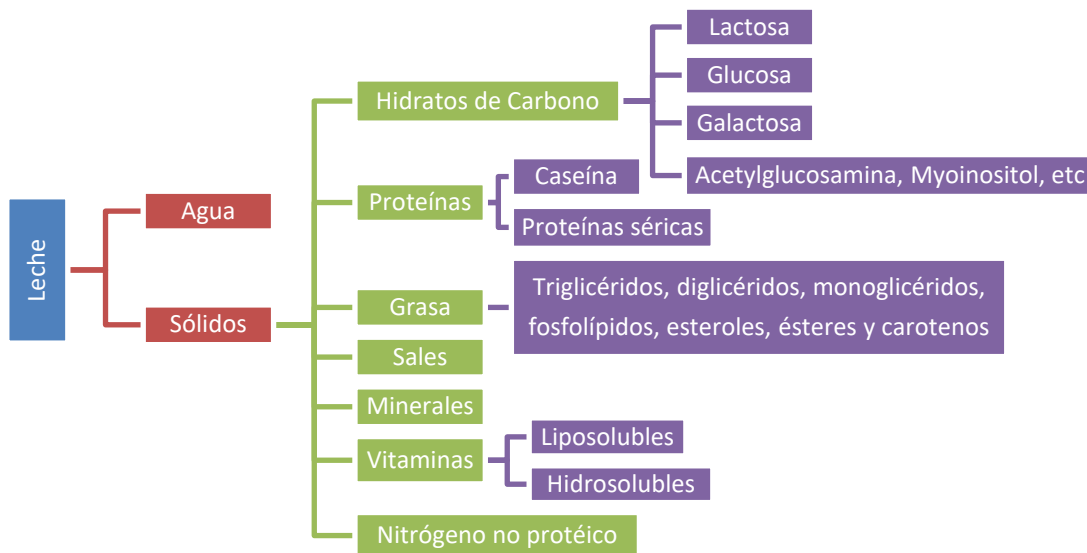 Leche
Agua
Sólidos
Hidratos de Carbono
Lactosa
Glucosa
Galactosa
Acetylglucosamina, Myoinositol, etc
Proteínas
Caseína
Proteínas séricas
Grasa
Triglicéridos, diglicéridos, monoglicéridos,
fosfolípidos, esteroles, ésteres y carotenos
Sales
Minerales
Vitaminas
Liposolubles
Hidrosolubles
Nitrógeno no protéico